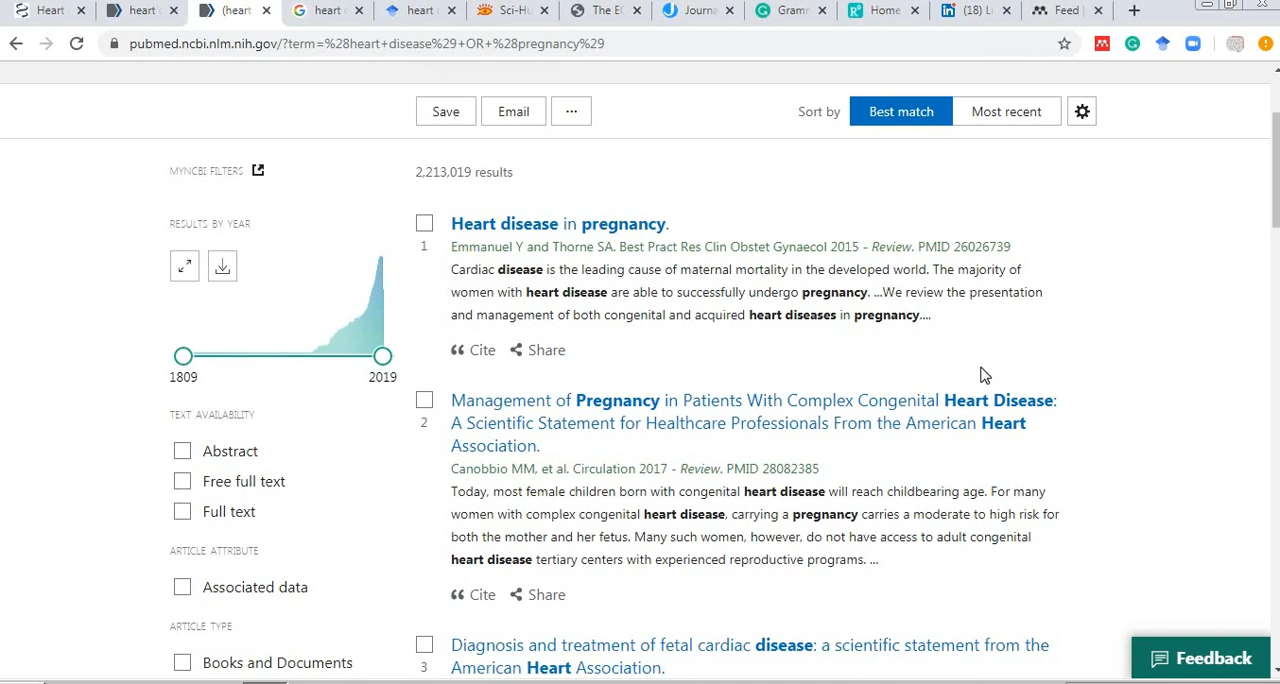 Heart
heart
(heart
heart
heart
Sci-Hu
The EC
Journa
Gramn
Home
(18) L
Feed
pubmed.ncbi.nlm.nih.gov/?term=%28heart+disease%29+OR+%28pregnancy%29
Save
Email
...
Sort by
Best match
Most recent
MYNCBI FILTERS
2,213,019 results
RESULTS BY YEAR
1809
2019
TEXT AVAILABILITY
Abstract
Free full text
Full text
ARTICLE ATTRIBUTE
Associated data
ARTICLE TYPE
Books and Documents
Heart disease in pregnancy.
1
Emmanuel Y and Thorne SA. Best Pract Res Clin Obstet Gynaecol 2015 - Review. PMID 26026739
Cardiac disease is the leading cause of maternal mortality in the developed world. The majority of
women with heart disease are able to successfully undergo pregnancy. ...We review the presentation
and management of both congenital and acquired heart diseases in pregnancy....
Cite
Share
Management of Pregnancy in Patients With Complex Congenital Heart Disease:
2
A Scientific Statement for Healthcare Professionals From the American Heart
Association.
Canobbio MM, et al. Circulation 2017 - Review. PMID 28082385
Today, most female children born with congenital heart disease will reach childbearing age. For many
women with complex congenital heart disease, carrying a pregnancy carries a moderate to high risk for
both the mother and her fetus. Many such women, however, do not have access to adult congenital
heart disease tertiary centers with experienced reproductive programs. ...
Cite
Share
Diagnosis and treatment of fetal cardiac disease: a scientific statement from the
3
American Heart Association.
Feedback